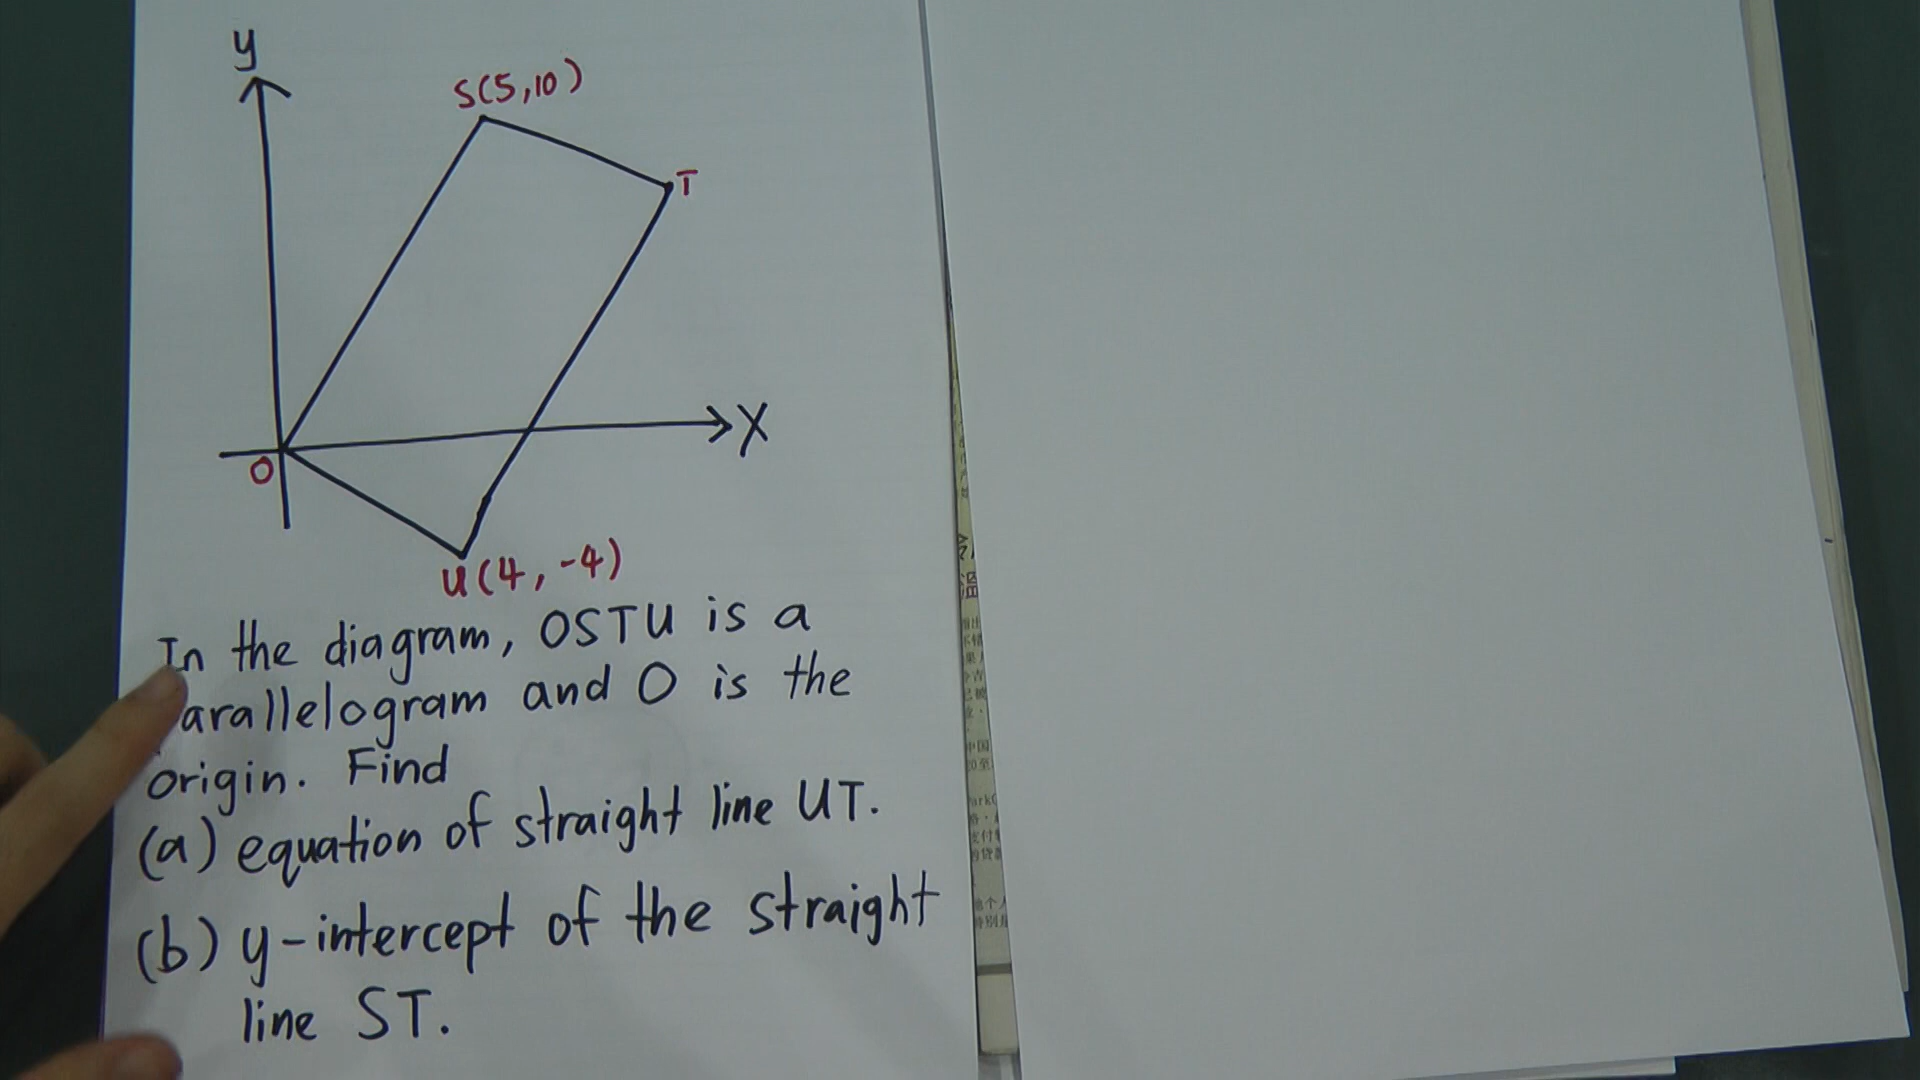 y
S(5,10)
T
X
O
U(4,-4)
In the diagram, OSTU is a
arallelogram and O is the
origin. Find
(a) equation of straight line UT.
(b) y-intercept of the straight
line ST.